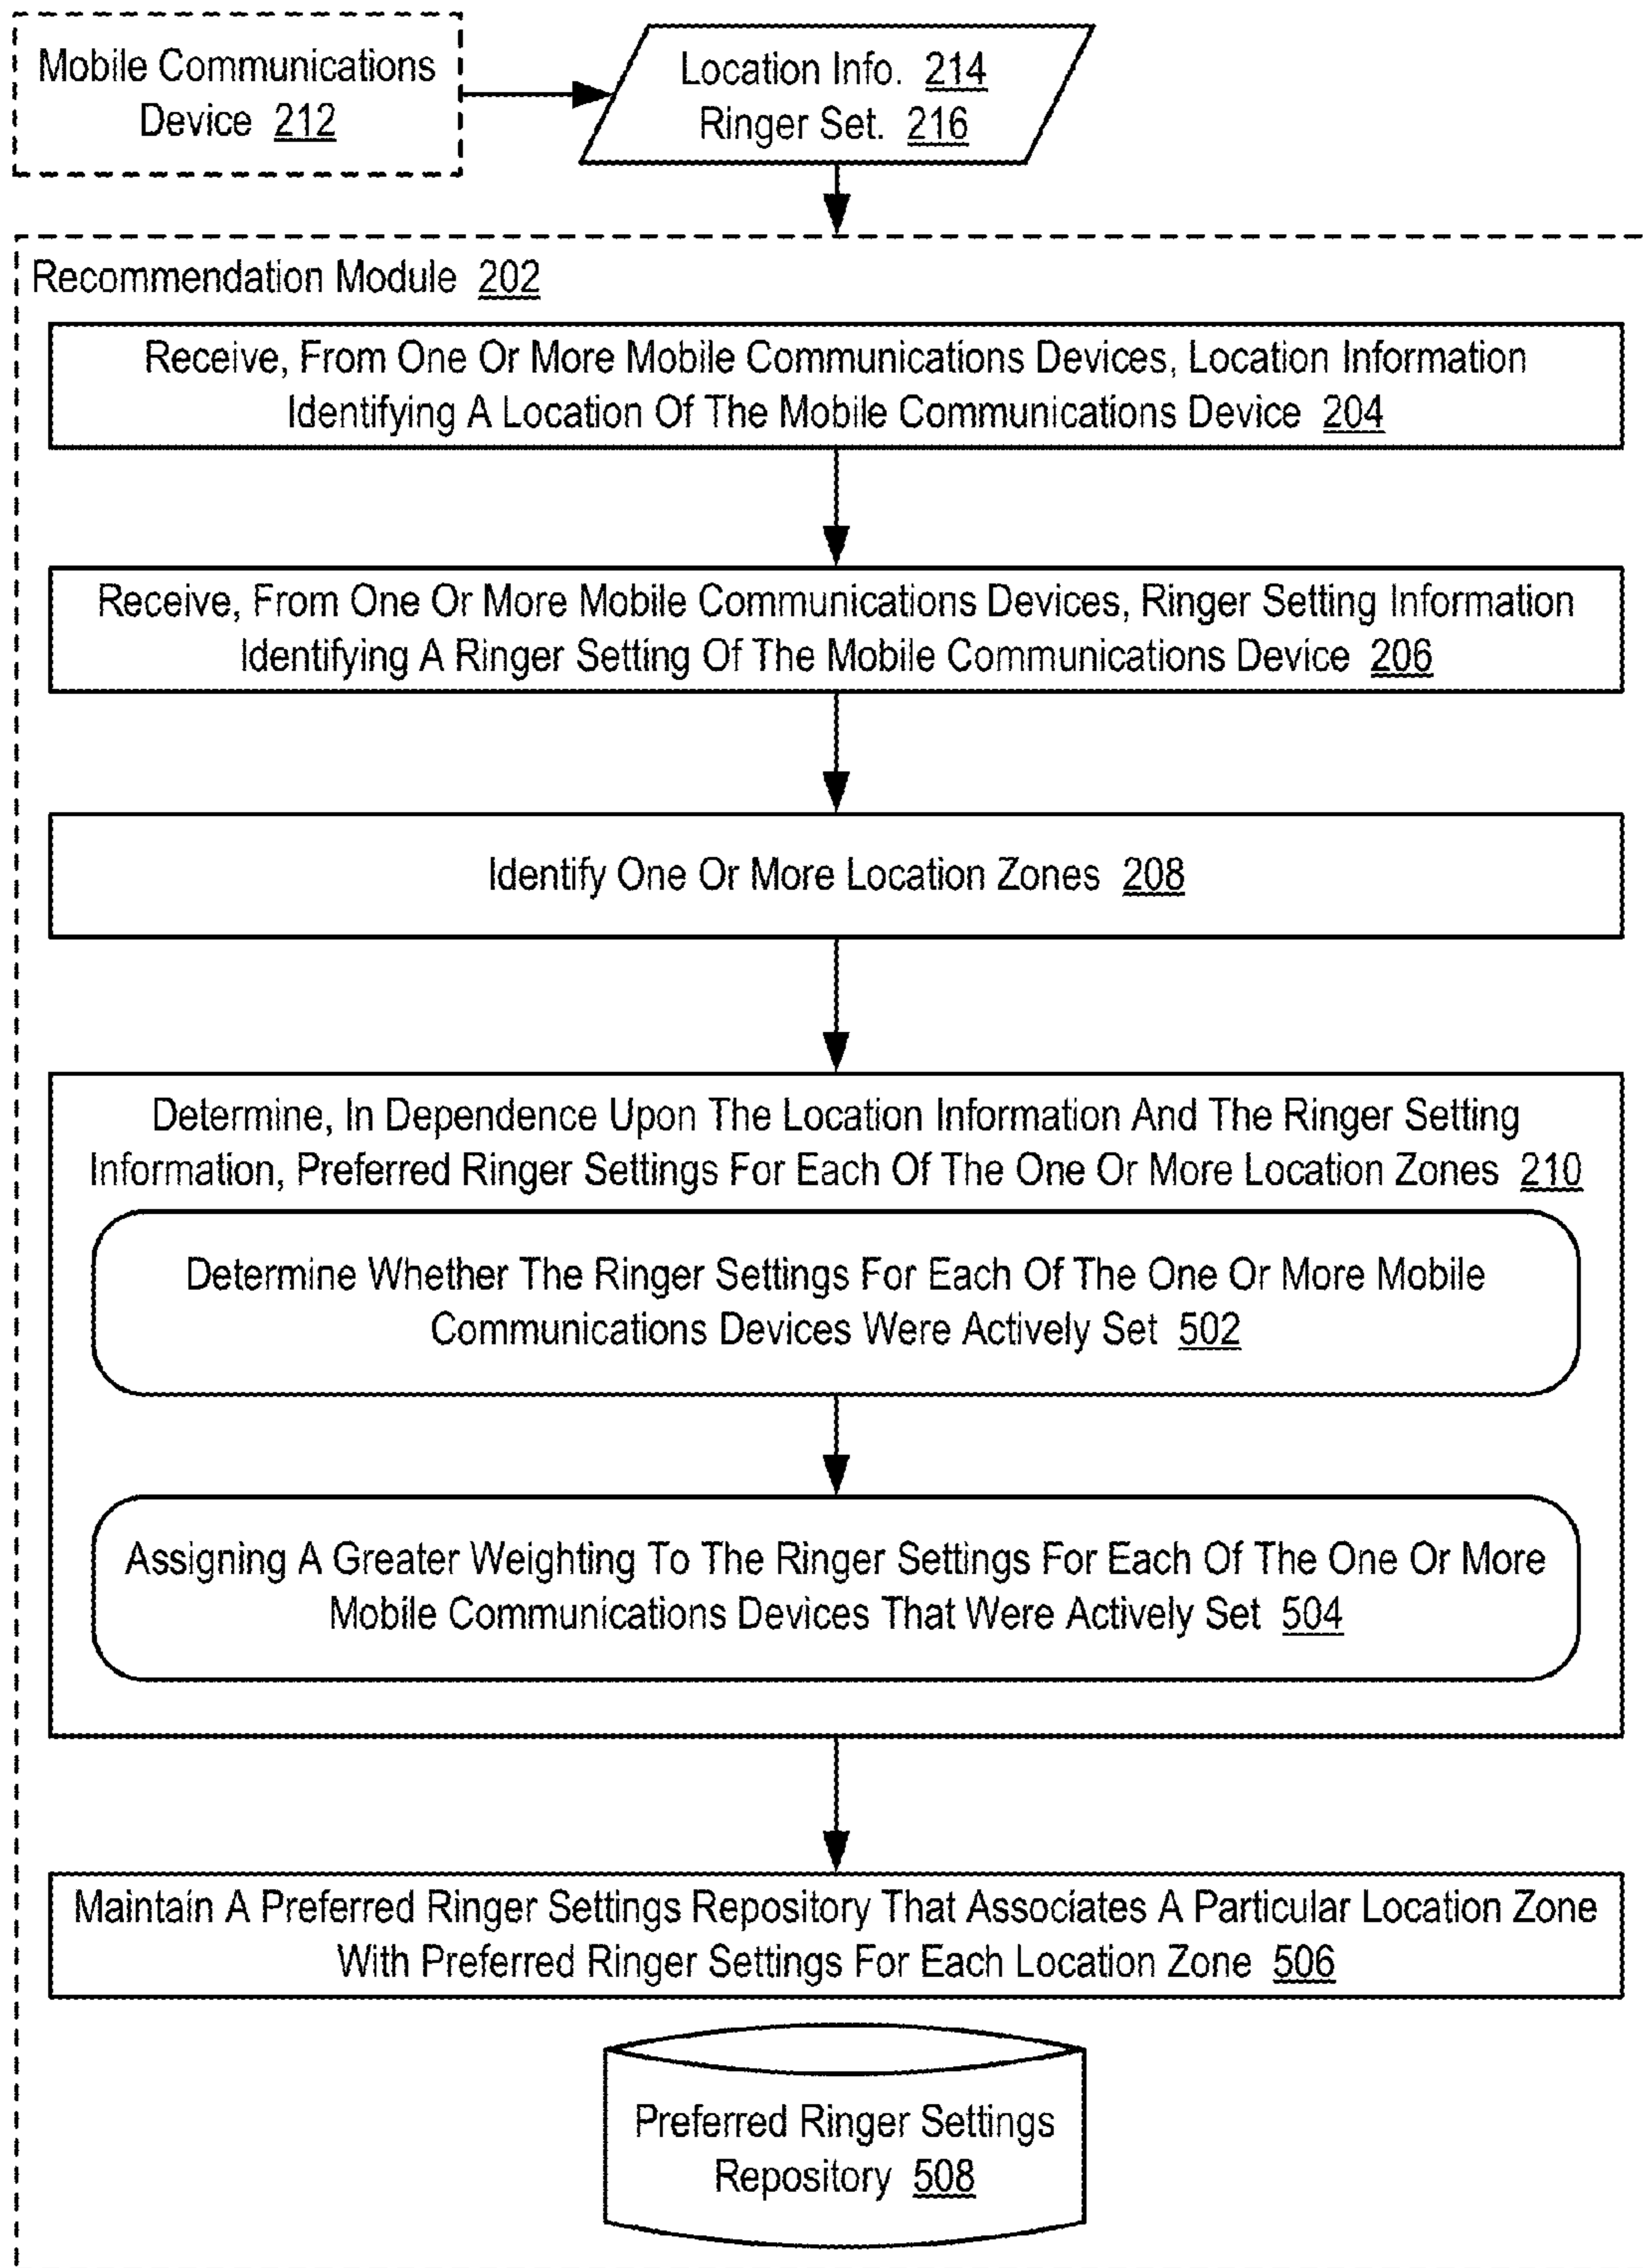 Mobile Communications
Device 212
Location Info. 214
Ringer Set. 216
Recommendation Module 202
Receive, From One Or More Mobile Communications Devices, Location Information
Identifying A Location Of The Mobile Communications Device 204
Receive, From One Or More Mobile Communications Devices, Ringer Setting Information
Identifying A Ringer Setting Of The Mobile Communications Device 206
Identify One Or More Location Zones 208
Determine, In Dependence Upon The Location Information And The Ringer Setting
Information, Preferred Ringer Settings For Each Of The One Or More Location Zones 210
Determine Whether The Ringer Settings For Each Of The One Or More Mobile
Communications Devices Were Actively Set 502
Assigning A Greater Weighting To The Ringer Settings For Each Of The One Or More
Mobile Communications Devices That Were Actively Set 504
Maintain A Preferred Ringer Settings Repository That Associates A Particular Location Zone
With Preferred Ringer Settings For Each Location Zone 506
Preferred Ringer Settings
Repository 508